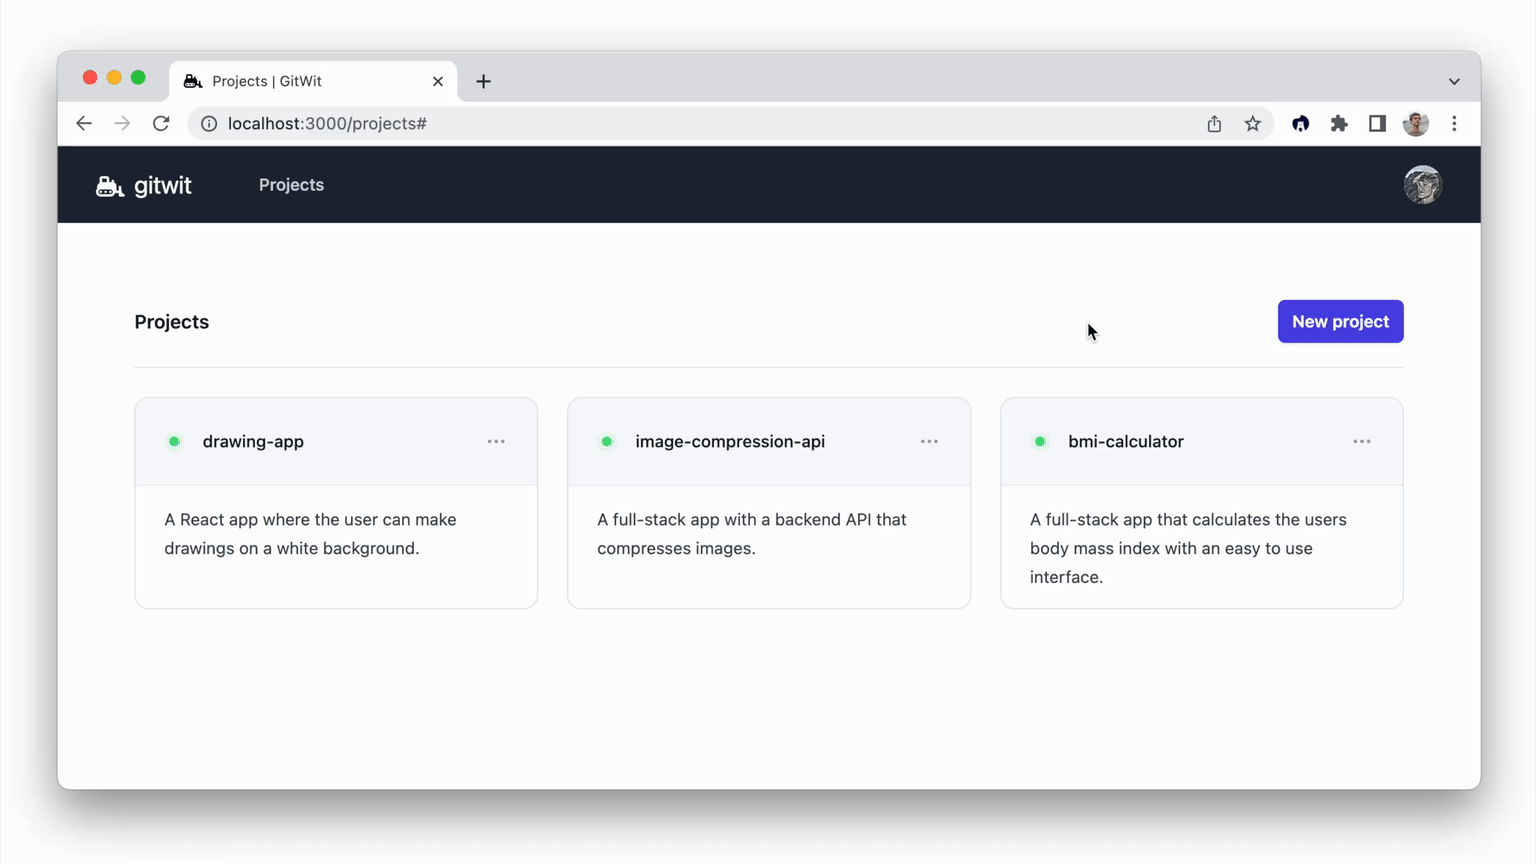 Projects | GitWit
localhost:3000/projects#
gitwit
Projects
Projects
New project
drawing-app
A React app where the user can make
drawings on a white background.
image-compression-api
A full-stack app with a backend API that
compresses images.
bmi-calculator
A full-stack app that calculates the users
body mass index with an easy to use
interface.